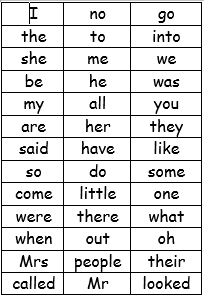 I no go
the to into
she me we
be he was
my all you
are her they
said have like
so do some
come little one
were there what
when out oh
Mrs people their
called Mr looked